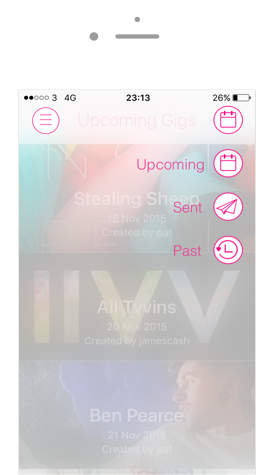 3 4G 23:13 26%
Upcoming Gigs
Upcoming
Stealing Sheep
Sent
18 Nov 2015
Created by pat
Past
All Tvvins
20 Nov 2015
Created by jamescash
Ben Pearce
21 Nov 2015
Created by pat